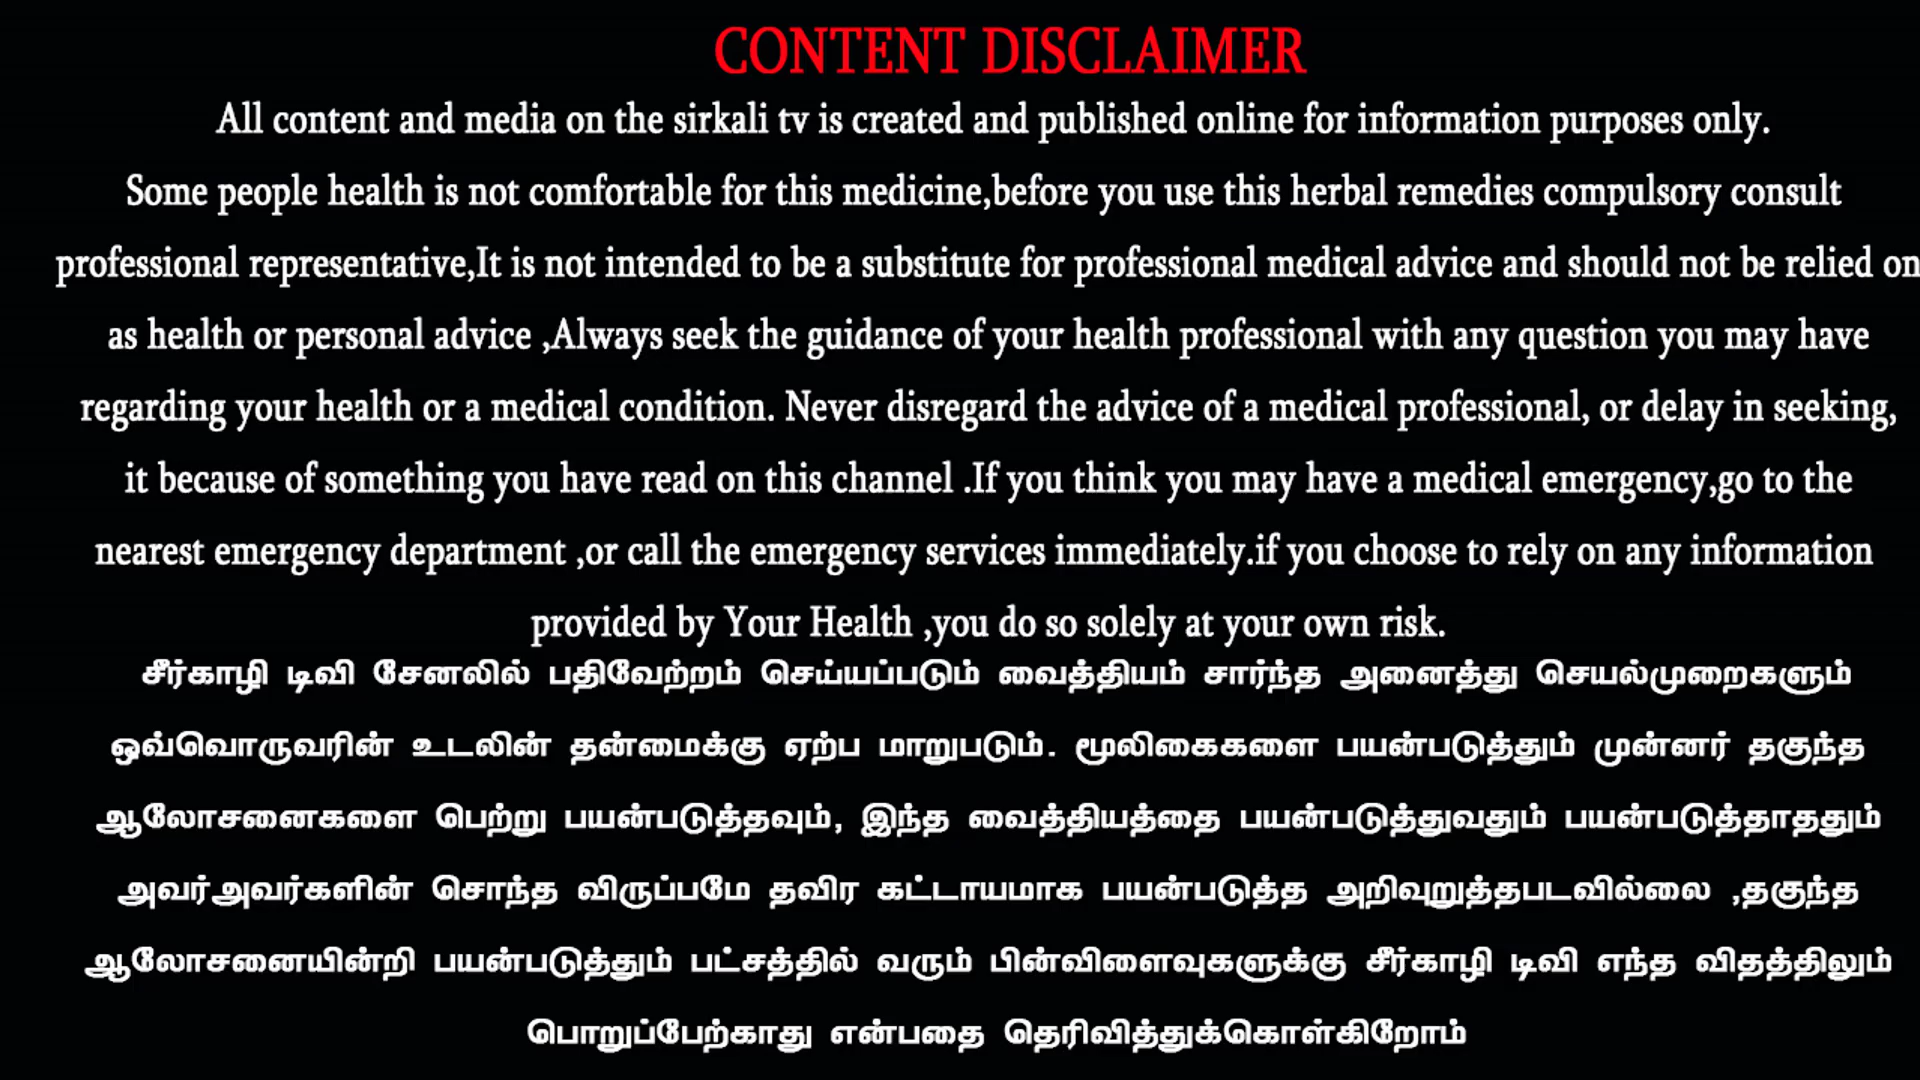 CONTENT DISCLAIMER
All content and media on the sirkali tv is created and published online for information purposes only.
Some people health is not comfortable for this medicine,before you use this herbal remedies compulsory consult
professional representative,It is not intended to be a substitute for professional medical advice and should not be relied on
as health or personal advice ,Always seek the guidance of your health professional with any question you may have
regarding your health or a medical condition. Never disregard the advice of a medical professional, or delay in seeking,
it because of something you have read on this channel .If you think you may have a medical emergency,go to the
nearest emergency department ,or call the emergency services immediately.if you choose to rely on any information
provided by Your Health ,you do so solely at your own risk.
சீர்காழி டிவி சேனலில் பதிவேற்றம் செய்யப்படும் வைத்தியம் சார்ந்த அனைத்து செயல்முறைகளும்
ஒவ்வொருவரின் உடலின் தன்மைக்கு ஏற்ப மாறுபடும். மூலிகைகளை பயன்படுத்தும் முன்னர் தகுந்த
ஆலோசனைகளை பெற்று பயன்படுத்தவும், இந்த வைத்தியத்தை பயன்படுத்துவதும் பயன்படுத்தாததும்
அவர்அவர்களின் சொந்த விருப்பமே தவிர கட்டாயமாக பயன்படுத்த அறிவுறுத்தபடவில்லை ,தகுந்த
ஆலோசனையின்றி பயன்படுத்தும் பட்சத்தில் வரும் பின்விளைவுகளுக்கு சீர்காழி டிவி எந்த விதத்திலும்
பொறுப்பேற்காது என்பதை தெரிவித்துக்கொள்கிறோம்